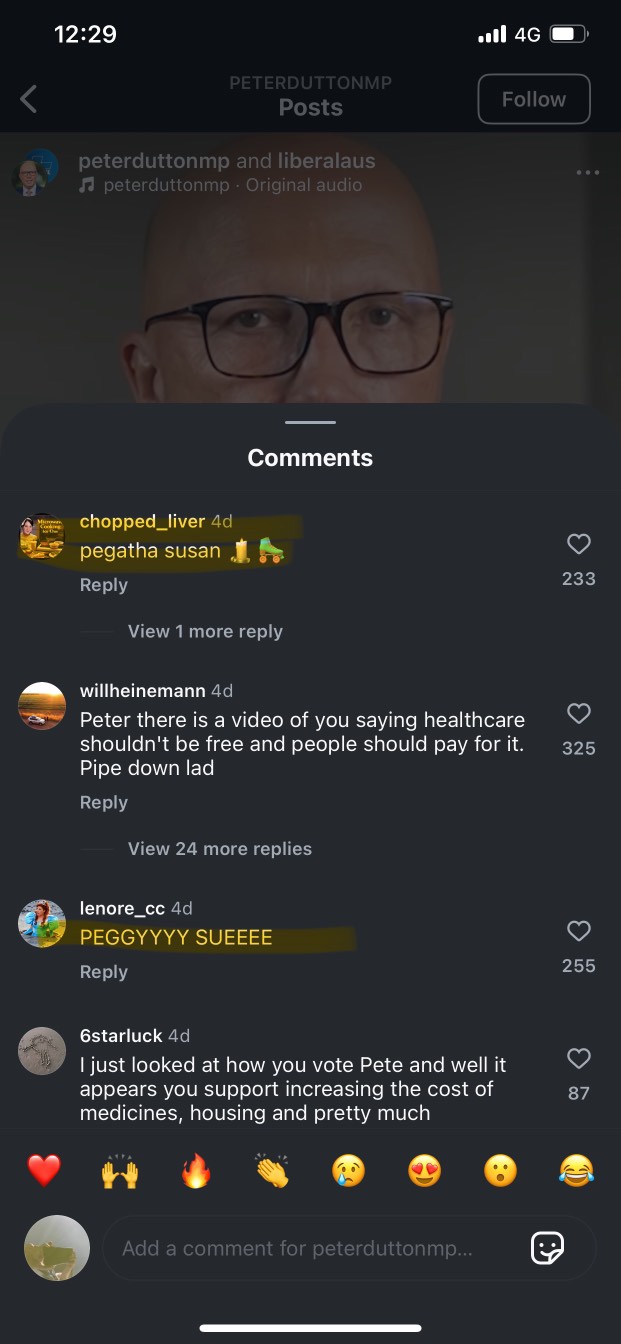 12:29
4G
PETERDUTTONMP
Posts
Follow
peterduttonmp and liberalaus
peterduttonmp · Original audio
Comments
chopped_liver 4d
pegatha susan 🕯️🛼
Reply
233
View 1 more reply
willheinemann 4d
Peter there is a video of you saying healthcare
shouldn't be free and people should pay for it.
Pipe down lad
325
Reply
View 24 more replies
lenore_cc 4d
PEGGYYYY SUEEEE
255
Reply
6starluck 4d
I just looked at how you vote Pete and well it
appears you support increasing the cost of
medicines, housing and pretty much
87
❤️🙌🔥👏😢😍😮😂
Add a comment for peterduttonmp...